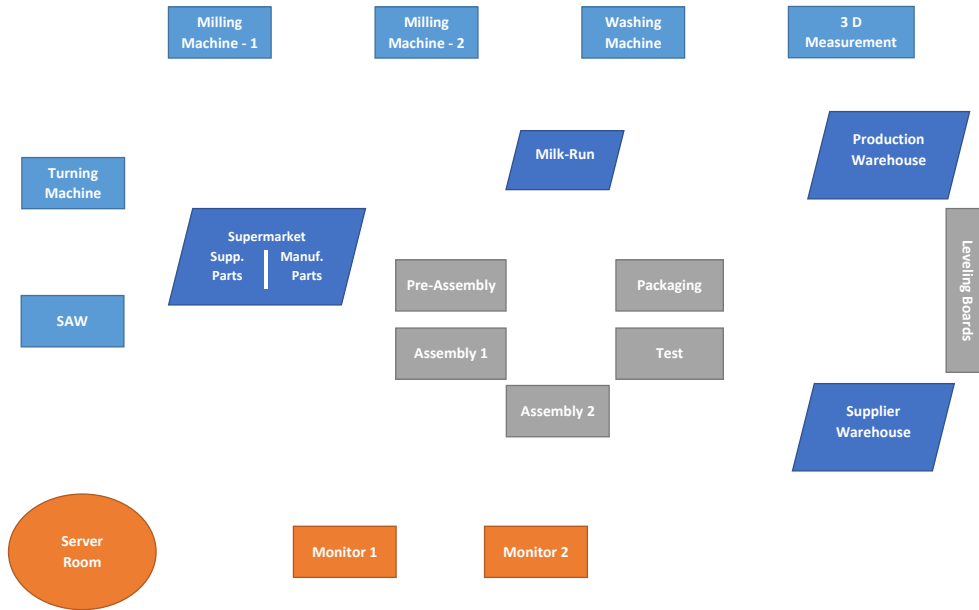 Milling
Machine - 1
Milling
Machine - 2
Washing
Machine
3 D
Measurement
Milk-Run
Production
Warehouse
Turning
Machine
Supermarket
Supp.
Parts
Manuf.
Parts
Leveling Boards
Pre-Assembly
Packaging
SAW
Assembly 1
Test
Assembly 2
Supplier
Warehouse
Server
Room
Monitor 1
Monitor 2